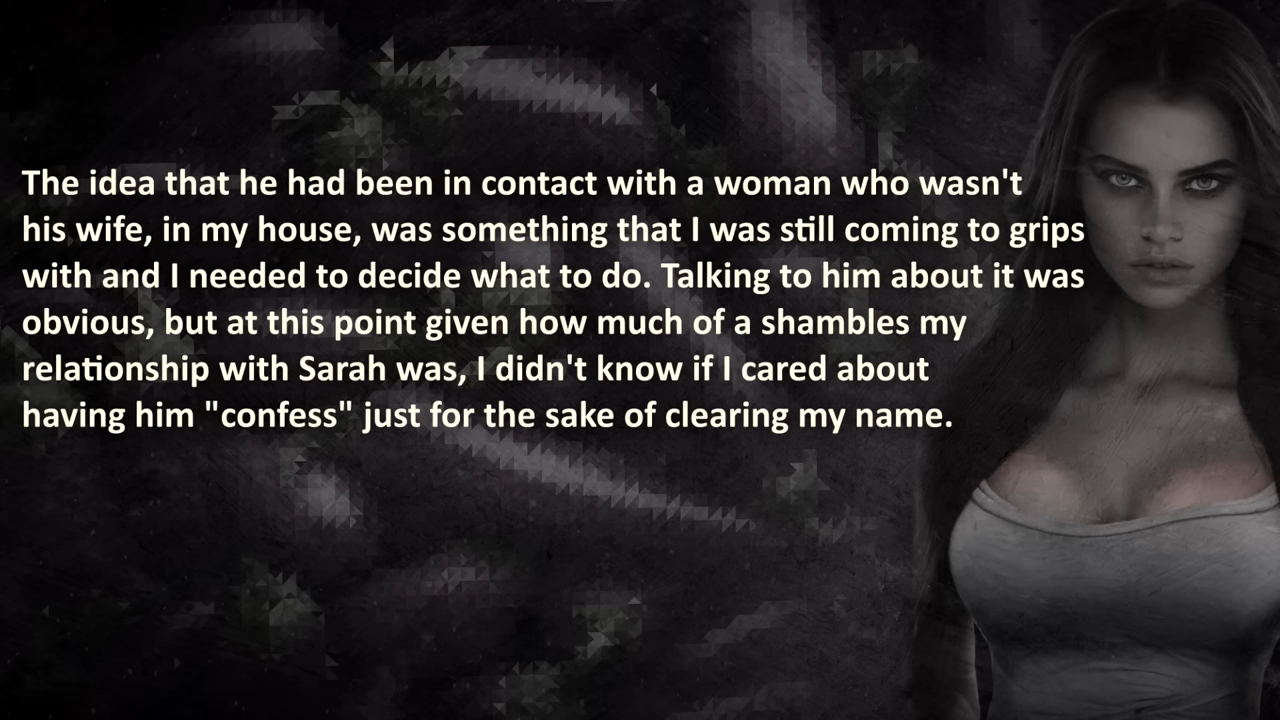 The idea that he had been in contact with a woman who wasn't
his wife, in my house, was something that I was still coming to grips
with and I needed to decide what to do. Talking to him about it was
obvious, but at this point given how much of a shambles my
relationship with Sarah was, I didn't know if I cared about
having him "confess" just for the sake of clearing my name.